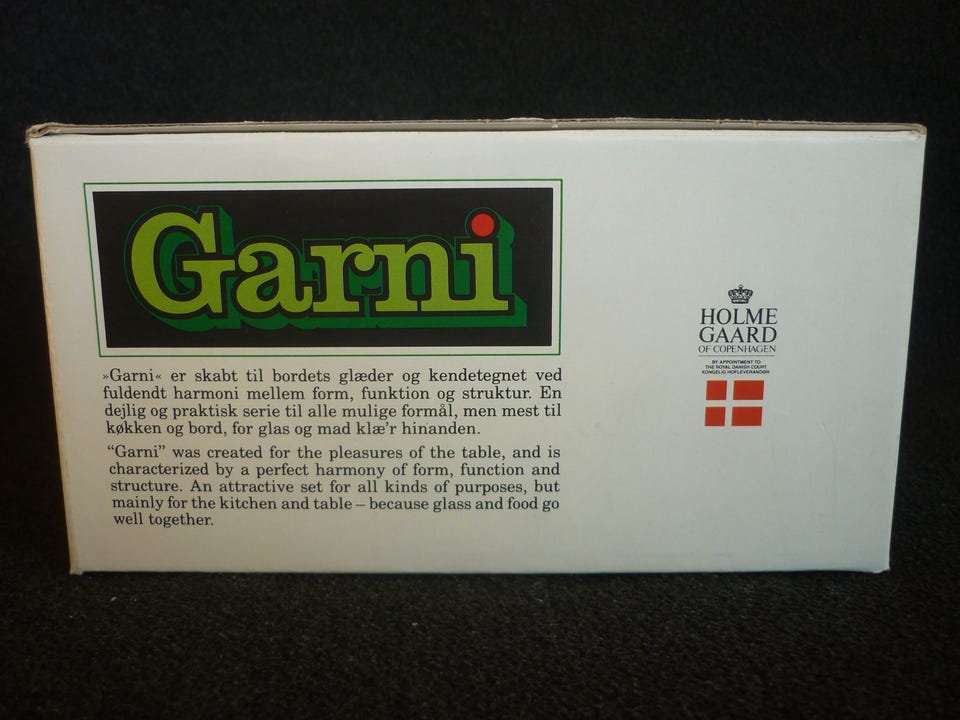 Garni
»Garni« er skabt til bordets glæder og kendetegnet ved
fuldendt harmoni mellem form, funktion og struktur. En
dejlig og praktisk serie til alle mulige formål, men mest til
køkken og bord, for glas og mad klæ'r hinanden.
“Garni” was created for the pleasures of the table, and is
characterized by a perfect harmony of form, function and
structure. An attractive set for all kinds of purposes, but
mainly for the kitchen and table – because glass and food go
well together.
HOLME
GAARD
OF COPENHAGEN
BY APPOINTMENT TO
THE ROYAL DANISH COURT
KONGELIG HOFLEVERANDØR